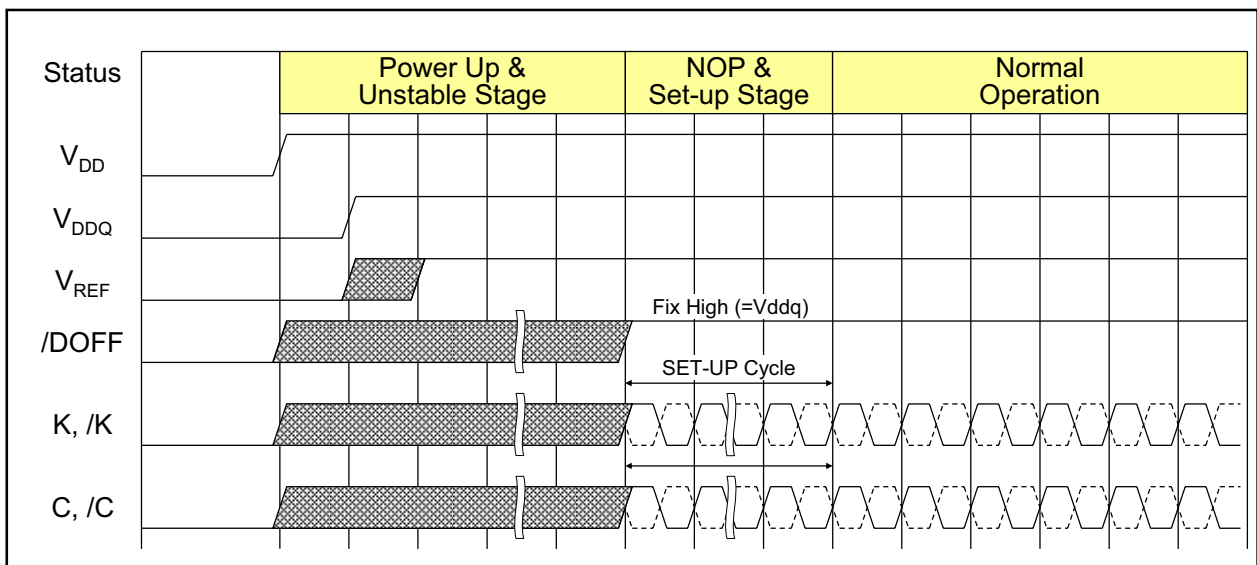 Status
Power Up &
Unstable Stage
NOP &
Set-up Stage
Normal
Operation
VDD
VDDQ
VREF
Fix High (=Vddq)
/DOFF
SET-UP Cycle
K, /K
C, /C